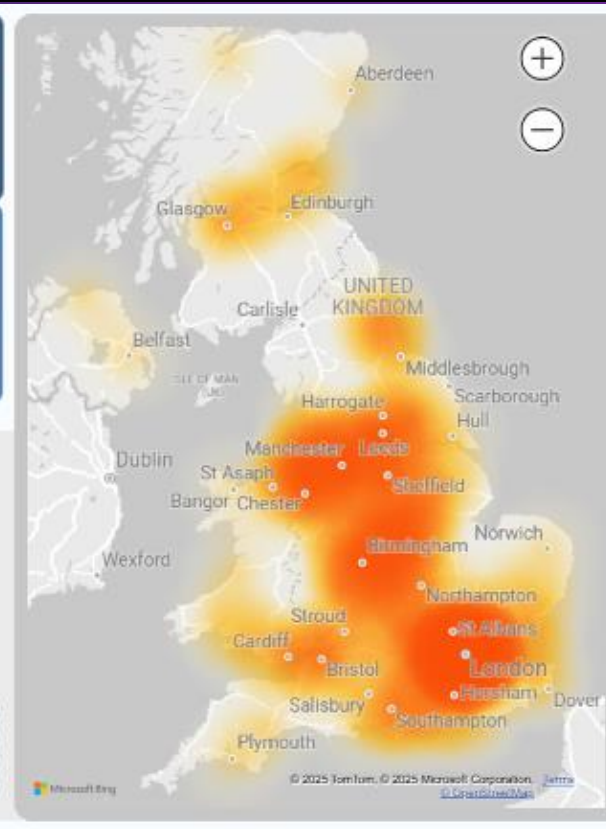 +
Aberdeen
−
Glasgow
Edinburgh
UNITED
KINGDOM
Carlisle
Belfast
Middlesbrough
ISLE OF MAN
Scarborough
Harrogate
Hull
Manchester
Leeds
Dublin
St Asaph
Sheffield
Bangor
Chester
Norwich
Birmingham
Wexford
Northampton
Stroud
St Albans
Cardiff
London
Bristol
Horsham
Dover
Salisbury
Southampton
Plymouth
© 2025 TomTom, © 2025 Microsoft Corporation, Terms
© OpenStreetMap
Microsoft Bing